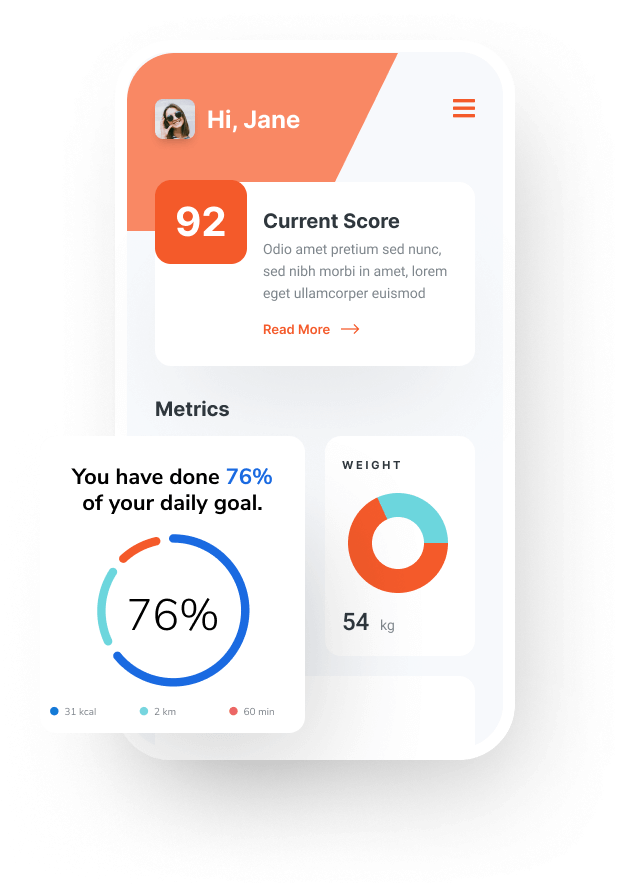 Hi, Jane
92
Current Score
Odio amet pretium sed nunc,
sed nibh morbi in amet, lorem
eget ullamcorper euismod
Read More
Metrics
You have done 76%
of your daily goal.
76%
31 kcal
2 km
60 min
WEIGHT
54 kg